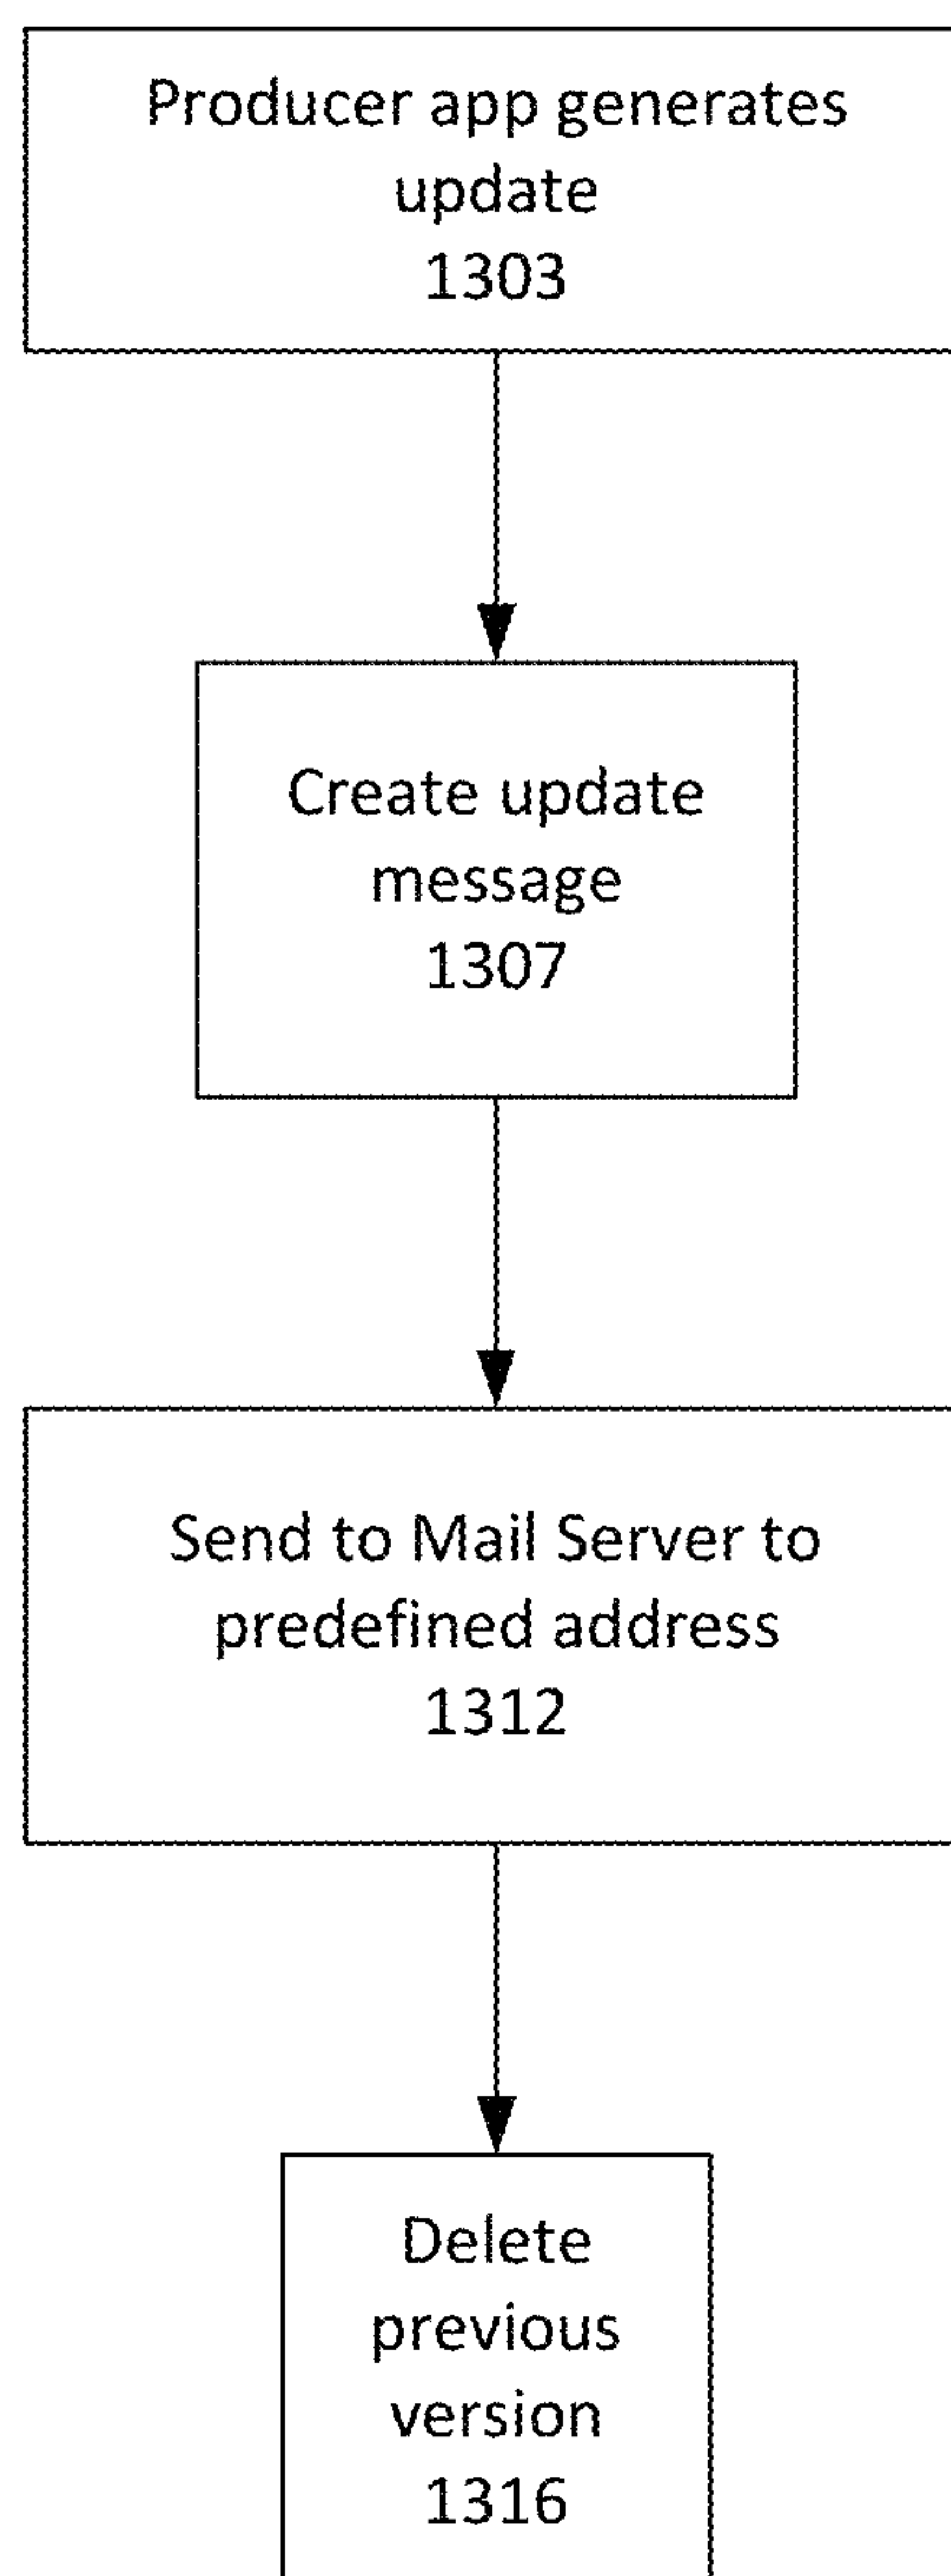 Producer app generates
update
1303
Create update
message
1307
Send to Mail Server to
predefined address
1312
Delete
previous
version
1316